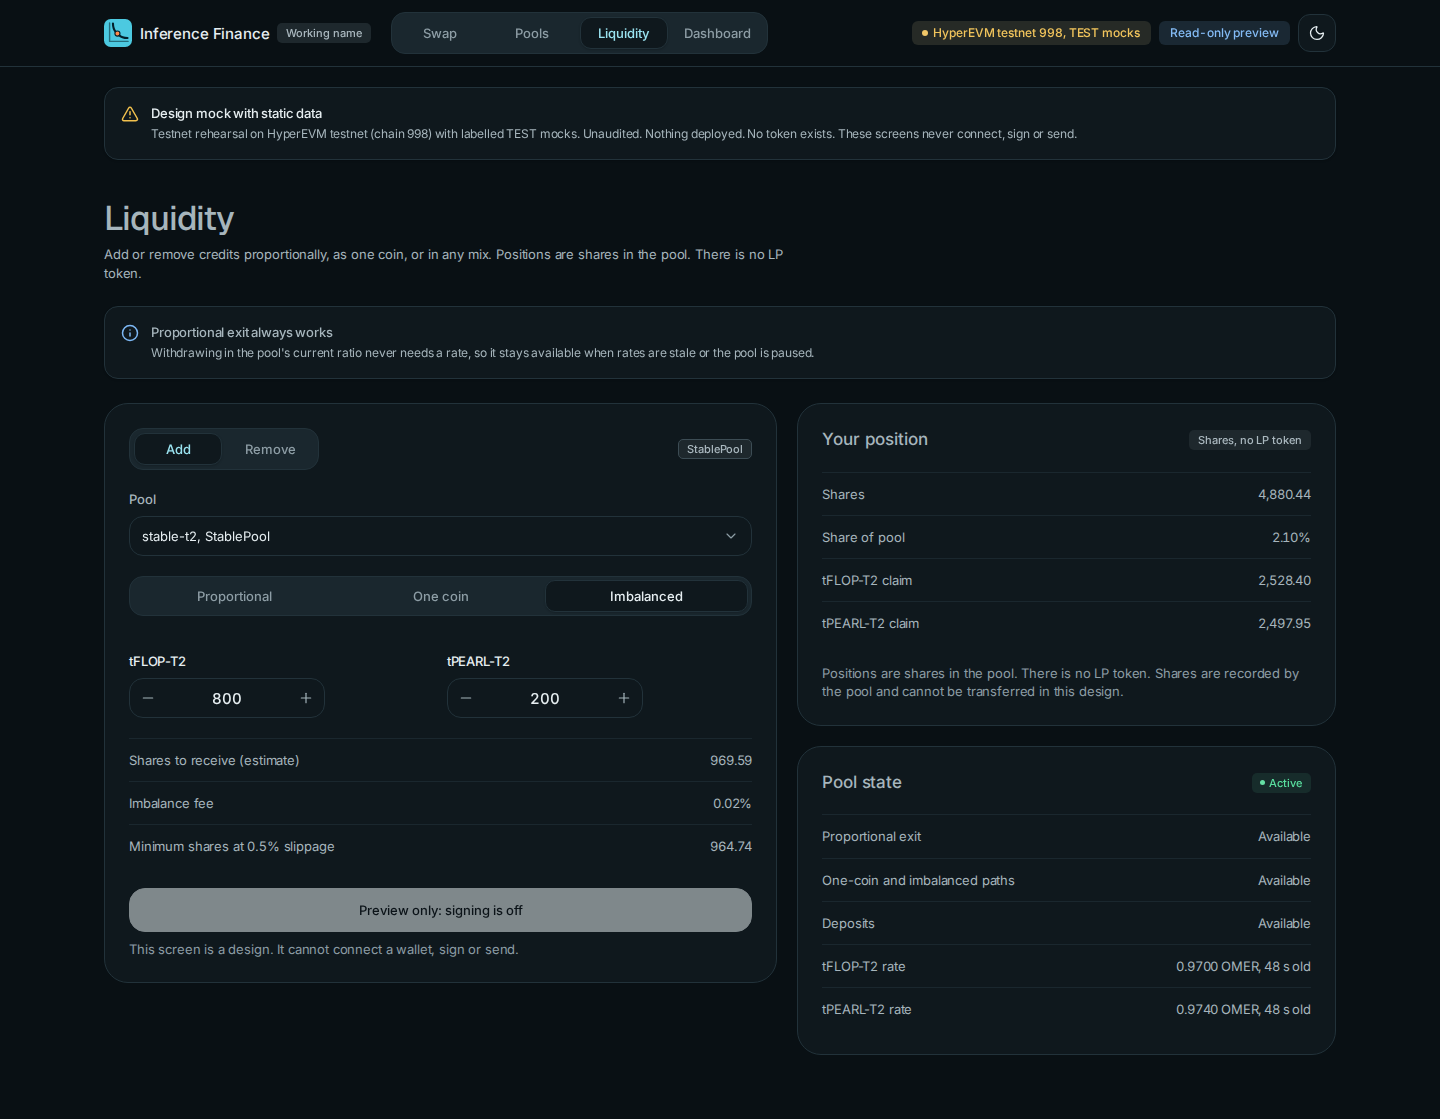 Inference Finance
Working name
Swap
Pools
Liquidity
Dashboard
HyperEVM testnet 998, TEST mocks
Read-only preview
Design mock with static data
Testnet rehearsal on HyperEVM testnet (chain 998) with labelled TEST mocks. Unaudited. Nothing deployed. No token exists. These screens never connect, sign or send.
Liquidity
Add or remove credits proportionally, as one coin, or in any mix. Positions are shares in the pool. There is no LP
token.
Proportional exit always works
Withdrawing in the pool's current ratio never needs a rate, so it stays available when rates are stale or the pool is paused.
Add
Remove
StablePool
Pool
stable-t2, StablePool
Proportional
One coin
Imbalanced
tFLOP-T2
tPEARL-T2
− 800 +
− 200 +
Shares to receive (estimate) 969.59
Imbalance fee 0.02%
Minimum shares at 0.5% slippage 964.74
Preview only: signing is off
This screen is a design. It cannot connect a wallet, sign or send.
Your position
Shares, no LP token
Shares 4,880.44
Share of pool 2.10%
tFLOP-T2 claim 2,528.40
tPEARL-T2 claim 2,497.95
Positions are shares in the pool. There is no LP token. Shares are recorded by
the pool and cannot be transferred in this design.
Pool state
Active
Proportional exit Available
One-coin and imbalanced paths Available
Deposits Available
tFLOP-T2 rate 0.9700 OMER, 48 s old
tPEARL-T2 rate 0.9740 OMER, 48 s old